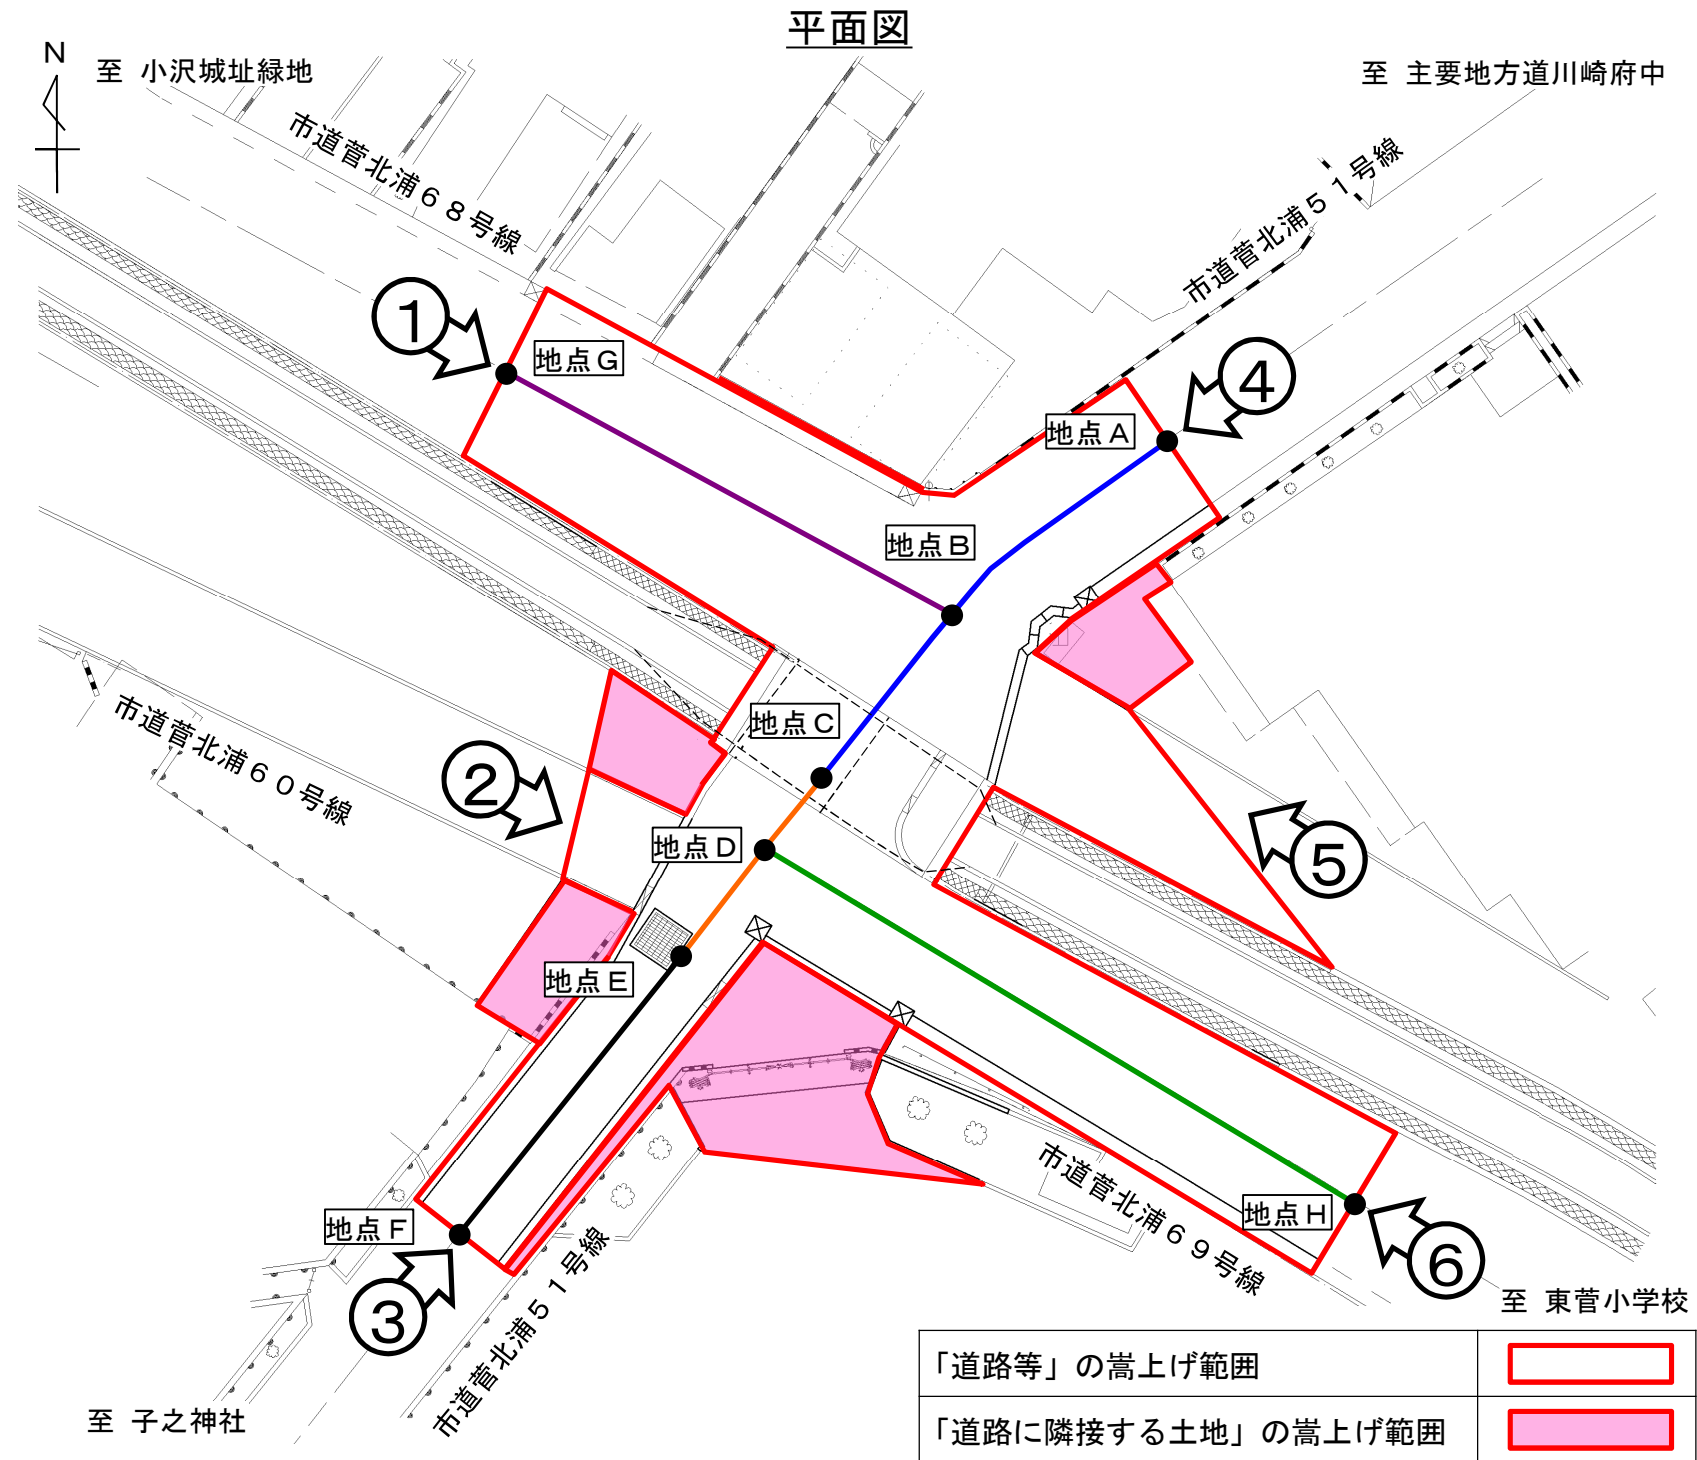 平面図
N
至 小沢城址緑地
至 主要地方道川崎府中
市道菅北浦68号線
市道菅北浦51号線
①
地点G
④
地点A
地点B
市道菅北浦60号線
地点C
②
地点D
⑤
地点E
市道菅北浦69号線
地点H
地点F
⑥
③
市道菅北浦51号線
至 東菅小学校
至 子之神社
「道路等」の嵩上げ範囲
「道路に隣接する土地」の嵩上げ範囲